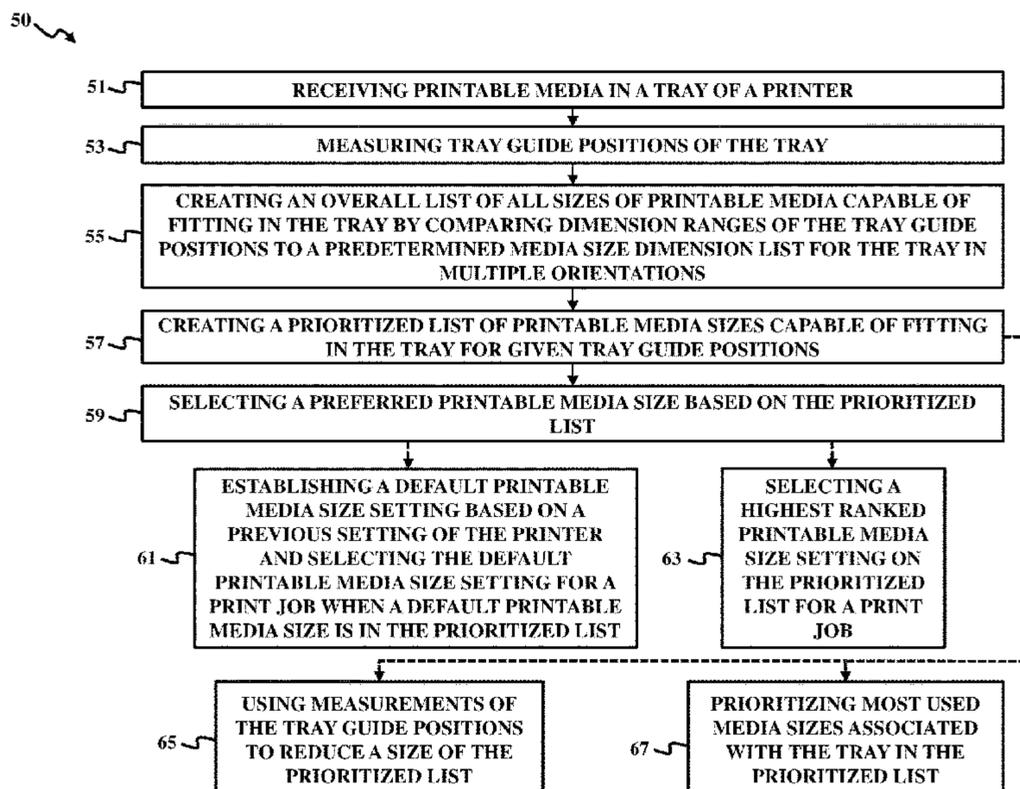 50
51
RECEIVING PRINTABLE MEDIA IN A TRAY OF A PRINTER
53
MEASURING TRAY GUIDE POSITIONS OF THE TRAY
55
CREATING AN OVERALL LIST OF ALL SIZES OF PRINTABLE MEDIA CAPABLE OF
FITTING IN THE TRAY BY COMPARING DIMENSION RANGES OF THE TRAY GUIDE
POSITIONS TO A PREDETERMINED MEDIA SIZE DIMENSION LIST FOR THE TRAY IN
MULTIPLE ORIENTATIONS
57
CREATING A PRIORITIZED LIST OF PRINTABLE MEDIA SIZES CAPABLE OF FITTING
IN THE TRAY FOR GIVEN TRAY GUIDE POSITIONS
59
SELECTING A PREFERRED PRINTABLE MEDIA SIZE BASED ON THE PRIORITIZED
LIST
61
ESTABLISHING A DEFAULT PRINTABLE
MEDIA SIZE SETTING BASED ON A
PREVIOUS SETTING OF THE PRINTER
AND SELECTING THE DEFAULT
PRINTABLE MEDIA SIZE SETTING FOR A
PRINT JOB WHEN A DEFAULT PRINTABLE
MEDIA SIZE IS IN THE PRIORITIZED LIST
63
SELECTING A
HIGHEST RANKED
PRINTABLE MEDIA
SIZE SETTING ON
THE PRIORITIZED
LIST FOR A PRINT
JOB
65
USING MEASUREMENTS OF
THE TRAY GUIDE POSITIONS
TO REDUCE A SIZE OF THE
PRIORITIZED LIST
67
PRIORITIZING MOST USED
MEDIA SIZES ASSOCIATED
WITH THE TRAY IN THE
PRIORITIZED LIST